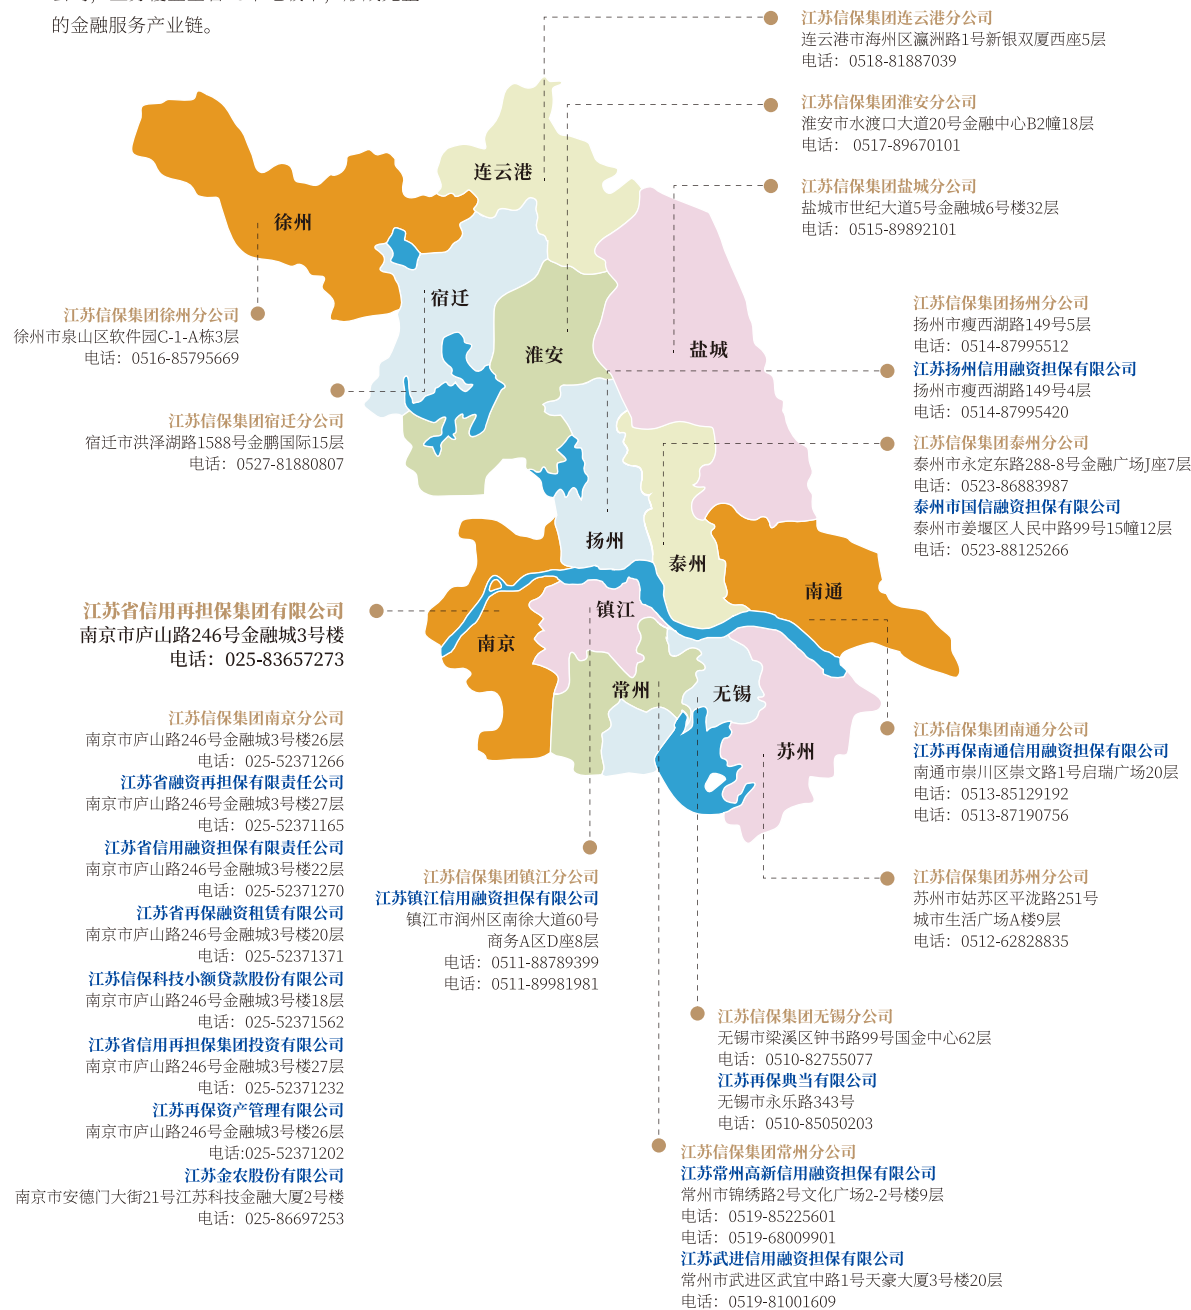 的金融服务产业链。
江苏信保集团连云港分公司
连云港市海州区瀛洲路1号新银双厦西座5层
电话：0518-81887039
江苏信保集团淮安分公司
淮安市水渡口大道20号金融中心B2幢18层
电话： 0517-89670101
江苏信保集团盐城分公司
盐城市世纪大道5号金融城6号楼32层
电话：0515-89892101
连云港
徐州
宿迁
淮安
盐城
扬州
泰州
南通
镇江
南京
常州
无锡
苏州
江苏信保集团徐州分公司
徐州市泉山区软件园C-1-A栋3层
电话：0516-85795669
江苏信保集团宿迁分公司
宿迁市洪泽湖路1588号金鹏国际15层
电话：0527-81880807
江苏信保集团扬州分公司
扬州市瘦西湖路149号5层
电话：0514-87995512
江苏扬州信用融资担保有限公司
扬州市瘦西湖路149号4层
电话：0514-87995420
江苏信保集团泰州分公司
泰州市永定东路288-8号金融广场J座7层
电话：0523-86883987
泰州市国信融资担保有限公司
泰州市姜堰区人民中路99号15幢12层
电话：0523-88125266
江苏省信用再担保集团有限公司
南京市庐山路246号金融城3号楼
电话：025-83657273
江苏信保集团南京分公司
南京市庐山路246号金融城3号楼26层
电话：025-52371266
江苏省融资再担保有限责任公司
南京市庐山路246号金融城3号楼27层
电话：025-52371165
江苏省信用融资担保有限责任公司
南京市庐山路246号金融城3号楼22层
电话：025-52371270
江苏省再保融资租赁有限公司
南京市庐山路246号金融城3号楼20层
电话：025-52371371
江苏信保科技小额贷款股份有限公司
南京市庐山路246号金融城3号楼18层
电话：025-52371562
江苏省信用再担保集团投资有限公司
南京市庐山路246号金融城3号楼27层
电话：025-52371232
江苏再保资产管理有限公司
南京市庐山路246号金融城3号楼26层
电话:025-52371202
江苏金农股份有限公司
南京市安德门大街21号江苏科技金融大厦2号楼
电话：025-86697253
江苏信保集团南通分公司
江苏再保南通信用融资担保有限公司
南通市崇川区崇文路1号启瑞广场20层
电话：0513-85129192
电话：0513-87190756
江苏信保集团苏州分公司
苏州市姑苏区平泷路251号
城市生活广场A楼9层
电话：0512-62828835
江苏信保集团镇江分公司
江苏镇江信用融资担保有限公司
镇江市润州区南徐大道60号
商务A区D座8层
电话：0511-88789399
电话：0511-89981981
江苏信保集团无锡分公司
无锡市梁溪区钟书路99号国金中心62层
电话：0510-82755077
江苏再保典当有限公司
无锡市永乐路343号
电话：0510-85050203
江苏信保集团常州分公司
江苏常州高新信用融资担保有限公司
常州市锦绣路2号文化广场2-2号楼9层
电话：0519-85225601
电话：0519-68009901
江苏武进信用融资担保有限公司
常州市武进区武宜中路1号天豪大厦3号楼20层
电话：0519-81001609